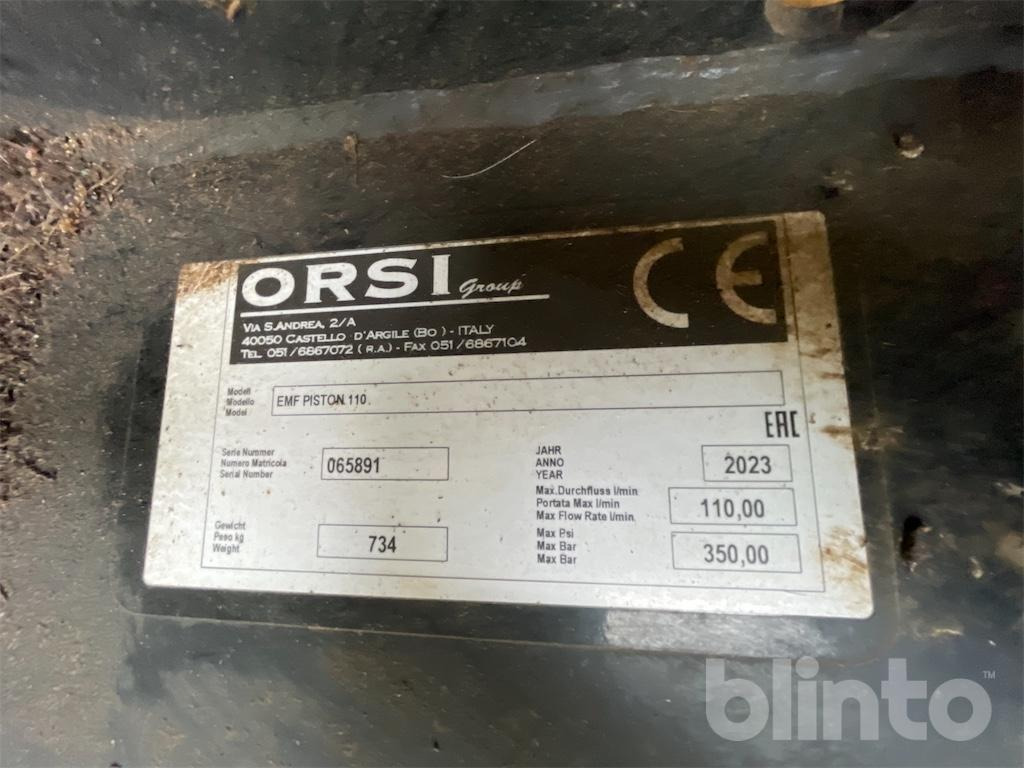 ORSI Group
CE
VIA S.ANDREA, 2/A
40050 CASTELLO D'ARGILE (BO) - ITALY
TEL 051/6867072 (R.A.) - FAX 051/6867104
Modell
Modello
Model
EMF PISTON 110
EAC
Serie Nummer
Numero Matricola
Serial Number
065891
JAHR
ANNO
YEAR
2023
Max.Durchfluss l/min
Portata Max l/min
Max Flow Rate l/min
110,00
Gewicht
Peso kg
Weight
734
Max Psi
Max Bar
Max Bar
350,00
blinto™